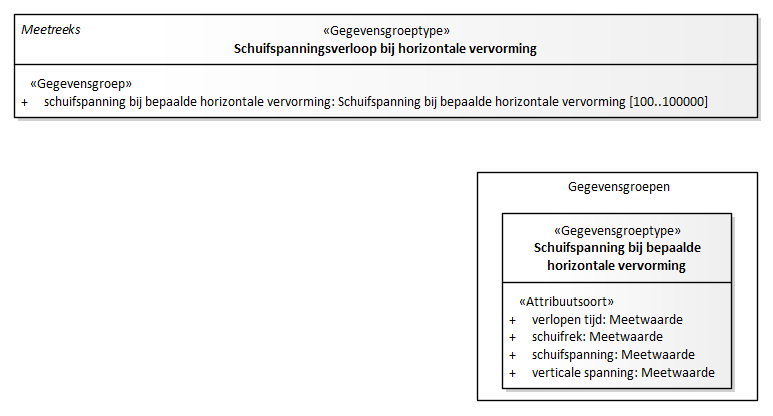 Meetreeks
«Gegevensgroeptype»
Schuifspanningsverloop bij horizontale vervorming
«Gegevensgroep»
+ schuifspanning bij bepaalde horizontale vervorming: Schuifspanning bij bepaalde horizontale vervorming [100..100000]
Gegevensgroepen
«Gegevensgroeptype»
Schuifspanning bij bepaalde
horizontale vervorming
«Attribuutsoort»
+ verlopen tijd: Meetwaarde
+ schuifrek: Meetwaarde
+ schuifspanning: Meetwaarde
+ verticale spanning: Meetwaarde